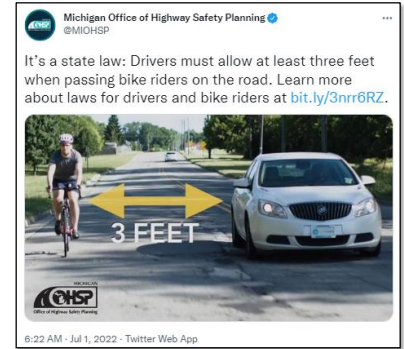 Michigan Office of Highway Safety Planning
@MIOHSP
It's a state law: Drivers must allow at least three feet
when passing bike riders on the road. Learn more
about laws for drivers and bike riders at bit.ly/3nrr6RZ.
3 FEET
MICHIGAN
OHSP
Office of Highway Safety Planning
6:22 AM · Jul 1, 2022 · Twitter Web App